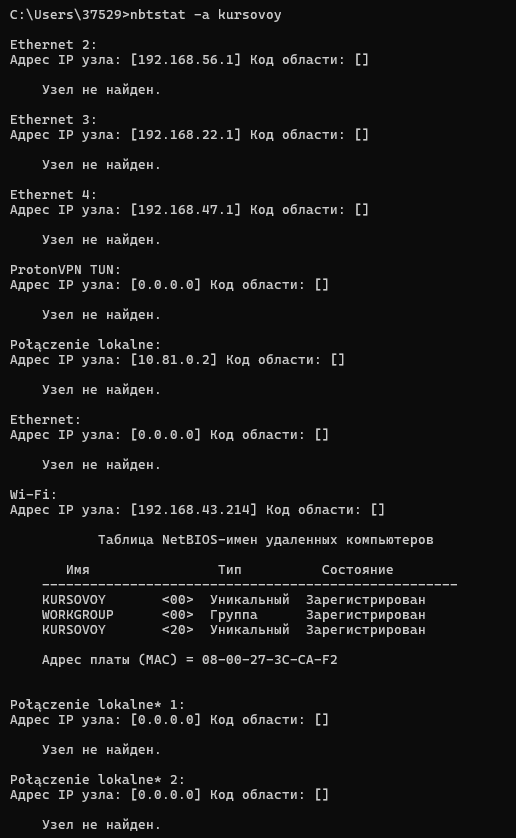 C:\Users\37529>nbtstat -a kursovoy
Ethernet 2:
Адрес IP узла: [192.168.56.1] Код области: []
Узел не найден.
Ethernet 3:
Адрес IP узла: [192.168.22.1] Код области: []
Узел не найден.
Ethernet 4:
Адрес IP узла: [192.168.47.1] Код области: []
Узел не найден.
ProtonVPN TUN:
Адрес IP узла: [0.0.0.0] Код области: []
Узел не найден.
Połączenie lokalne:
Адрес IP узла: [10.81.0.2] Код области: []
Узел не найден.
Ethernet:
Адрес IP узла: [0.0.0.0] Код области: []
Узел не найден.
Wi-Fi:
Адрес IP узла: [192.168.43.214] Код области: []
Таблица NetBIOS-имен удаленных компьютеров
Имя Тип Состояние
----------------------------------------------------
KURSOVOY <00> Уникальный Зарегистрирован
WORKGROUP <00> Группа Зарегистрирован
KURSOVOY <20> Уникальный Зарегистрирован
Адрес платы (MAC) = 08-00-27-3C-CA-F2
Połączenie lokalne* 1:
Адрес IP узла: [0.0.0.0] Код области: []
Узел не найден.
Połączenie lokalne* 2:
Адрес IP узла: [0.0.0.0] Код области: []
Узел не найден.